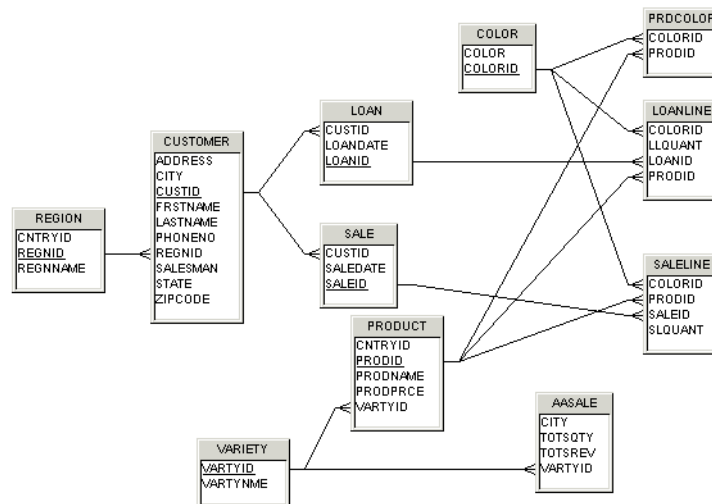 COLOR
COLOR
COLORID
PRDCOLOR
COLORID
PRODID
LOAN
CUSTID
LOANDATE
LOANID
LOANLINE
COLORID
LLQUANT
LOANID
PRODID
CUSTOMER
ADDRESS
CITY
CUSTID
FRSTNAME
LASTNAME
PHONENO
REGNID
SALESMAN
STATE
ZIPCODE
REGION
CNTRYID
REGNID
REGNNAME
SALE
CUSTID
SALEDATE
SALEID
SALELINE
COLORID
PRODID
SALEID
SLQUANT
PRODUCT
CNTRYID
PRODID
PRODNAME
PRODPRCE
VARTYID
AASALE
CITY
TOTSQTY
TOTSREV
VARTYID
VARIETY
VARTYID
VARTYNME